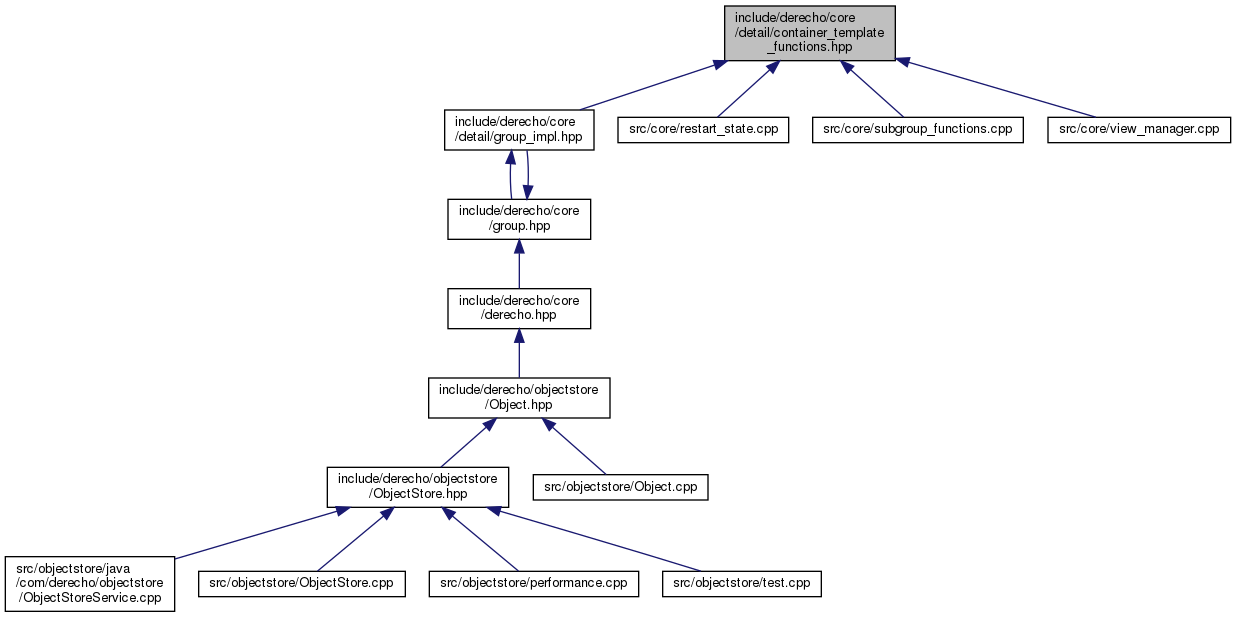 include/derecho/core
/detail/container_template
_functions.hpp
include/derecho/core
/detail/group_impl.hpp
src/core/restart_state.cpp
src/core/subgroup_functions.cpp
src/core/view_manager.cpp
include/derecho/core
/group.hpp
include/derecho/core
/derecho.hpp
include/derecho/objectstore
/Object.hpp
include/derecho/objectstore
/ObjectStore.hpp
src/objectstore/Object.cpp
src/objectstore/java
/com/derecho/objectstore
/ObjectStoreService.cpp
src/objectstore/ObjectStore.cpp
src/objectstore/performance.cpp
src/objectstore/test.cpp